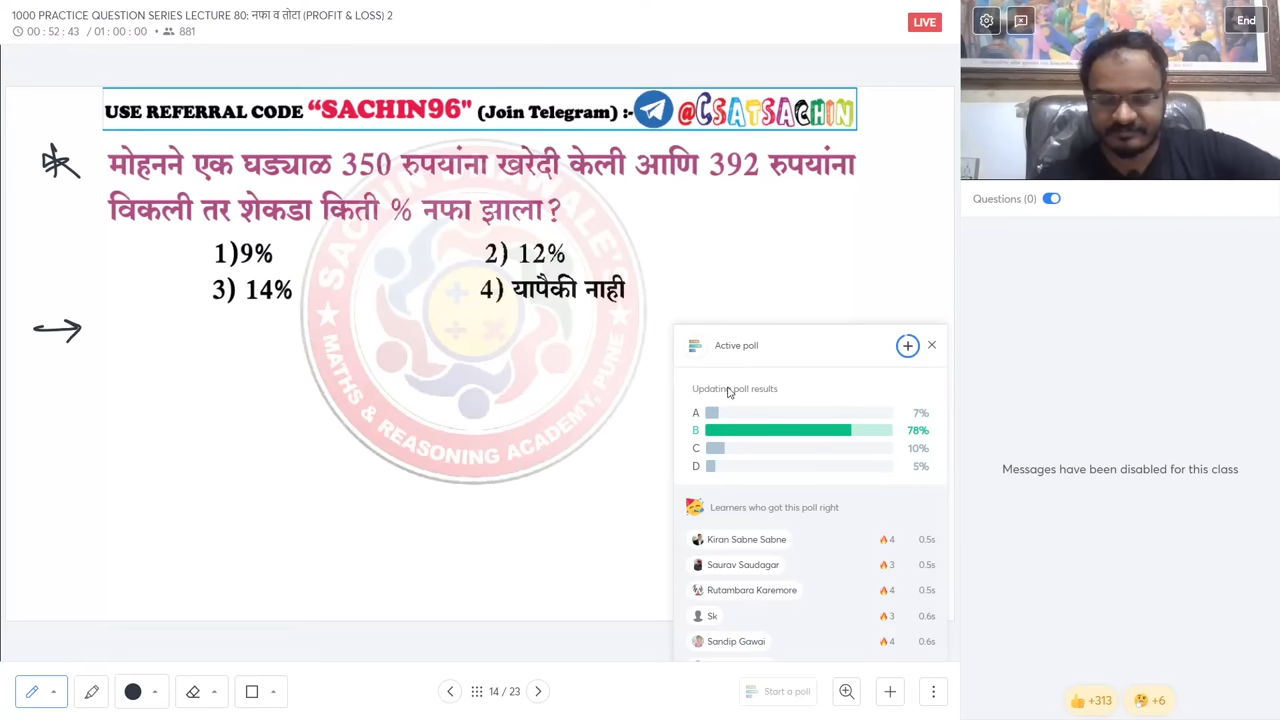 1000 PRACTICE QUESTION SERIES LECTURE 80: नफा व तोटा (PROFIT & LOSS) 2
00 : 52 : 43 / 01 : 00 : 00 • 881
LIVE
End
USE REFERRAL CODE "SACHIN96" (Join Telegram) :- @CSATSACHIN
मोहनने एक घड्याळ 350 रुपयांना खरेदी केली आणि 392 रुपयांना
विकली तर शेकडा किती % नफा झाला?
1)9% 2) 12%
3) 14% 4) यापैकी नाही
MATHS & REASONING ACADEMY, PUNE
Active poll
Updating poll results
A 7%
B 78%
C 10%
D 5%
Learners who got this poll right
Kiran Sabne Sabne 4 0.5s
Saurav Saudagar 3 0.5s
Rutambara Karemore 4 0.5s
Sk 3 0.6s
Sandip Gawai 4 0.6s
14 / 23
Start a poll
Questions (0)
Messages have been disabled for this class
+313 +6